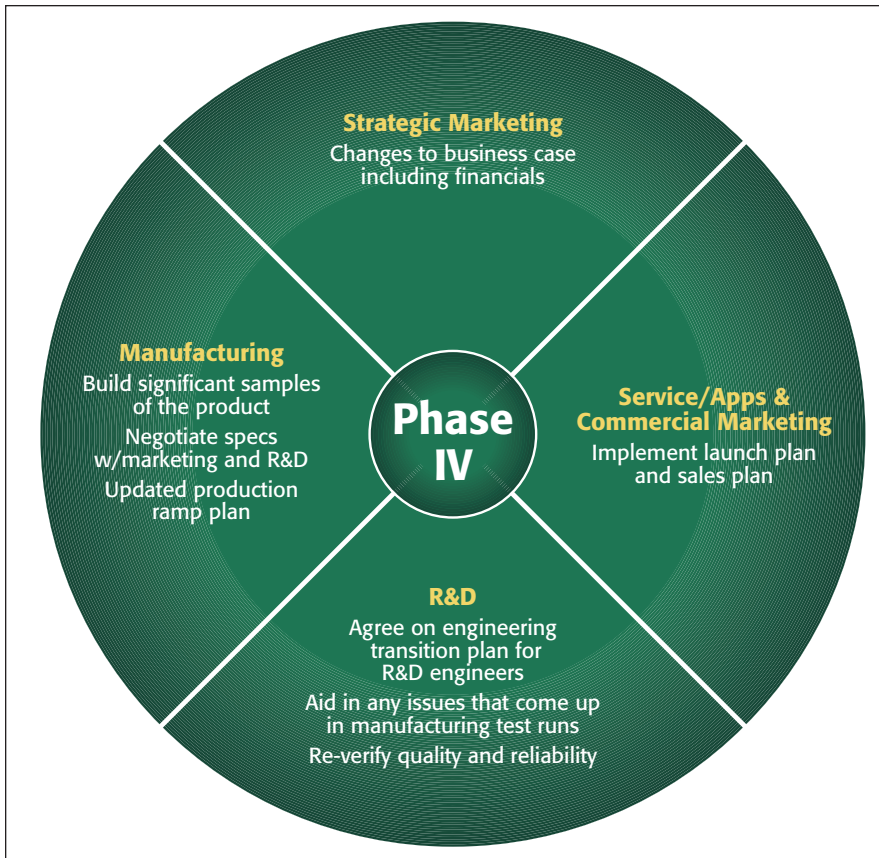 Strategic Marketing
Changes to business case
including financials
Manufacturing
Build significant samples
of the product
Negotiate specs
w/marketing and R&D
Updated production
ramp plan
Phase
IV
Service/Apps &
Commercial Marketing
Implement launch plan
and sales plan
R&D
Agree on engineering
transition plan for
R&D engineers
Aid in any issues that come up
in manufacturing test runs
Re-verify quality and reliability